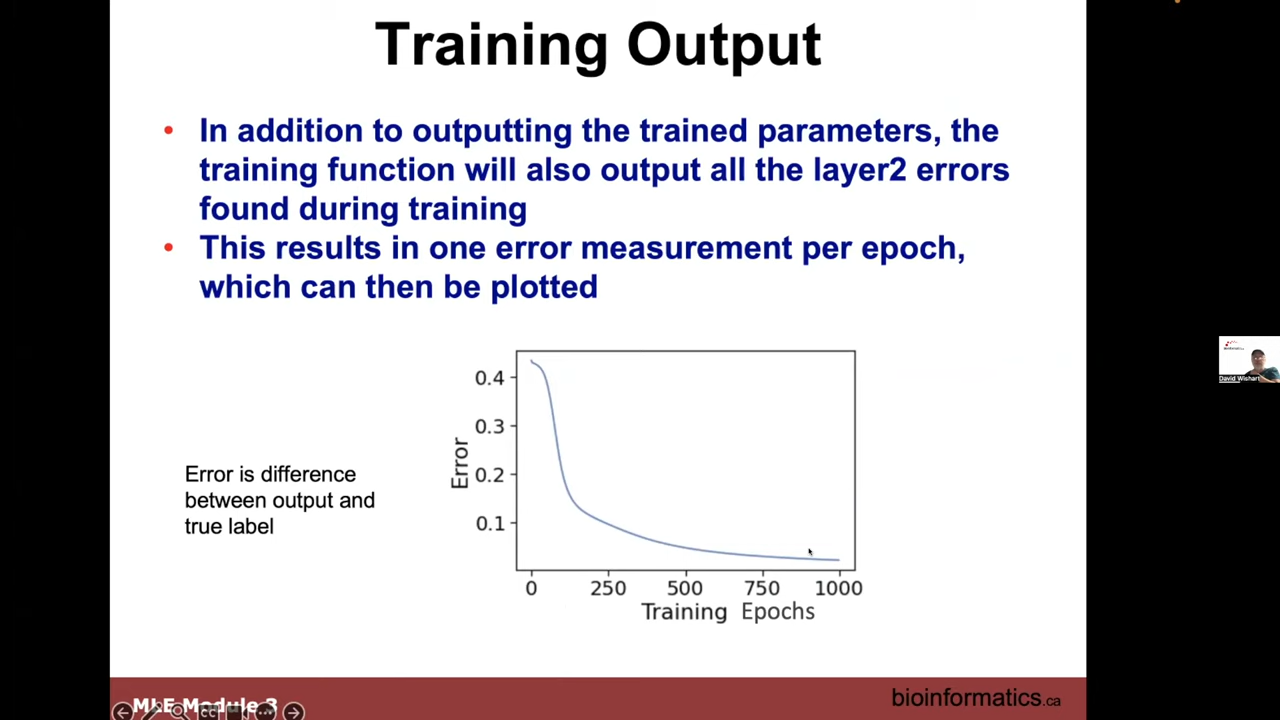 Training Output
• In addition to outputting the trained parameters, the
training function will also output all the layer2 errors
found during training
• This results in one error measurement per epoch,
which can then be plotted
Error is difference
between output and
true label
Error
0.4
0.3
0.2
0.1
0 250 500 750 1000
Training Epochs
David Wishart
MLE Module 3
bioinformatics.ca
CC